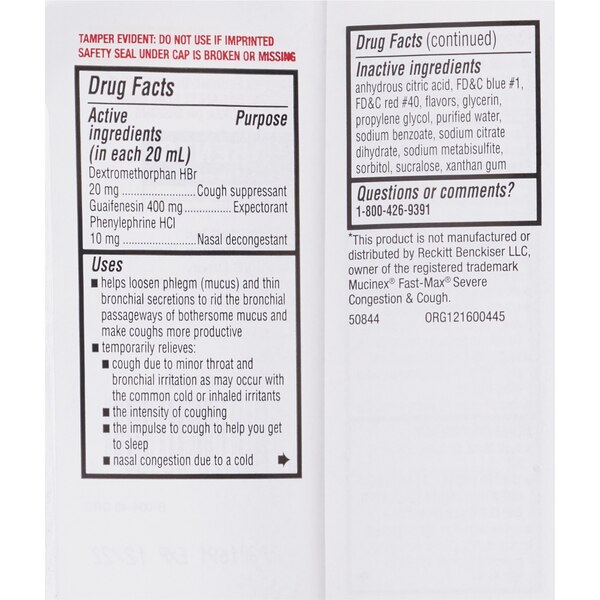 TAMPER EVIDENT: DO NOT USE IF IMPRINTED
SAFETY SEAL UNDER CAP IS BROKEN OR MISSING
Drug Facts
Active Purpose
ingredients
(in each 20 mL)
Dextromethorphan HBr
20 mg ....................Cough suppressant
Guaifenesin 400 mg ............Expectorant
Phenylephrine HCl
10 mg ....................Nasal decongestant
Uses
■ helps loosen phlegm (mucus) and thin
bronchial secretions to rid the bronchial
passageways of bothersome mucus and
make coughs more productive
■ temporarily relieves:
■ cough due to minor throat and
bronchial irritation as may occur with
the common cold or inhaled irritants
■ the intensity of coughing
■ the impulse to cough to help you get
to sleep
■ nasal congestion due to a cold
Drug Facts (continued)
Inactive ingredients
anhydrous citric acid, FD&C blue #1,
FD&C red #40, flavors, glycerin,
propylene glycol, purified water,
sodium benzoate, sodium citrate
dihydrate, sodium metabisulfite,
sorbitol, sucralose, xanthan gum
Questions or comments?
1-800-426-9391
*This product is not manufactured or
distributed by Reckitt Benckiser LLC,
owner of the registered trademark
Mucinex® Fast-Max® Severe
Congestion & Cough.
50844 ORG121600445